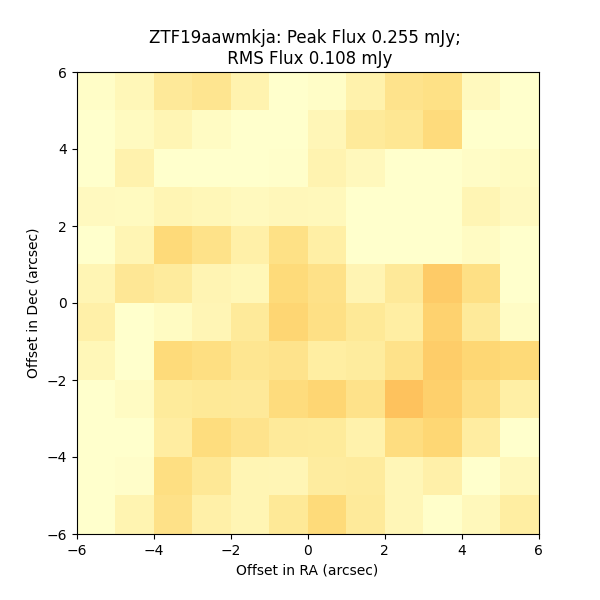 ZTF19aawmkja: Peak Flux 0.255 mJy;
RMS Flux 0.108 mJy
6
4
2
0
−2
−4
−6
Offset in Dec (arcsec)
−6 −4 −2 0 2 4 6
Offset in RA (arcsec)